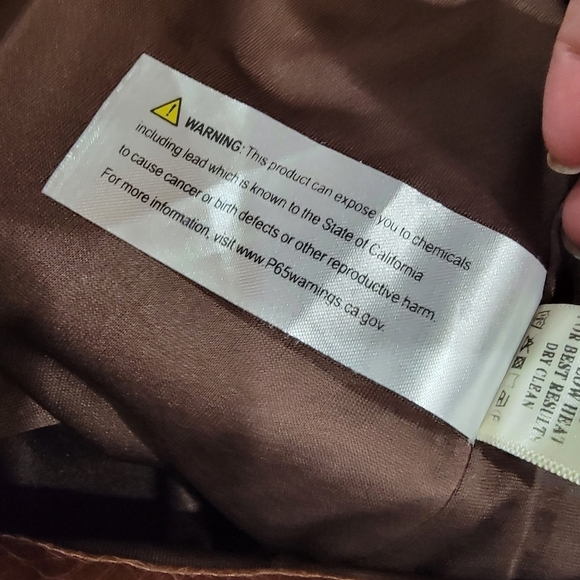 WARNING: This product can expose you to chemicals
including lead which is known to the State of California
to cause cancer or birth defects or other reproductive harm.
For more information, visit www.P65warnings.ca.gov.
FOR BEST RESULTS
DRY CLEAN